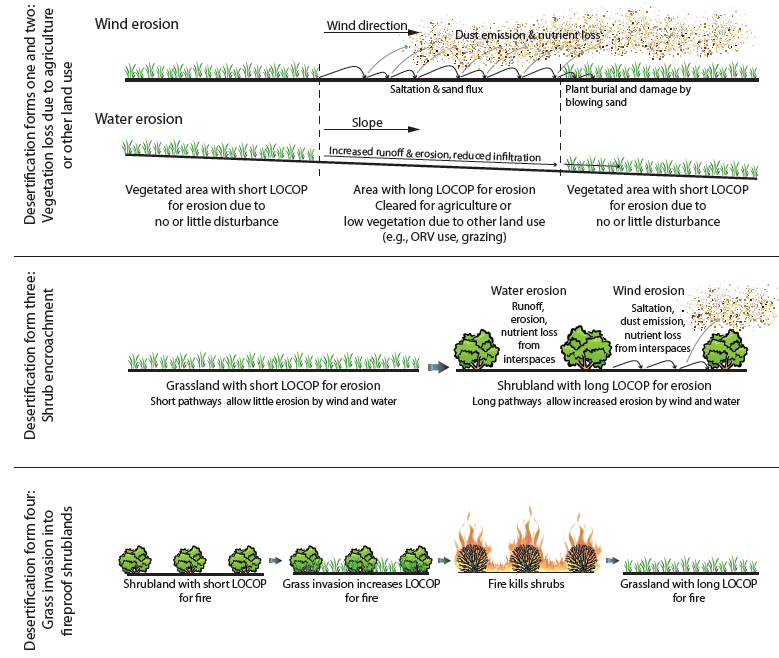 Desertification forms one and two:
Vegetation loss due to agriculture
or other land use
Wind erosion
Wind direction
Dust emission & nutrient loss
Saltation & sand flux
Plant burial and damage by
blowing sand
Water erosion
Slope
Increased runoff & erosion, reduced infiltration
Vegetated area with short LOCOP
for erosion due to
no or little disturbance
Area with long LOCOP for erosion
Cleared for agriculture or
low vegetation due to other land use
(e.g., ORV use, grazing)
Vegetated area with short LOCOP
for erosion due to
no or little disturbance
Desertification form three:
Shrub encroachment
Grassland with short LOCOP for erosion
Short pathways allow little erosion by wind and water
Water erosion
Runoff,
erosion,
nutrient loss
from
interspaces
Wind erosion
Saltation,
dust emission,
nutrient loss
from interspaces
Shrubland with long LOCOP for erosion
Long pathways allow increased erosion by wind and water
Desertification form four:
Grass invasion into
fireproof shrublands
Shrubland with short LOCOP
for fire
Grass invasion increases LOCOP
for fire
Fire kills shrubs
Grassland with long LOCOP
for fire